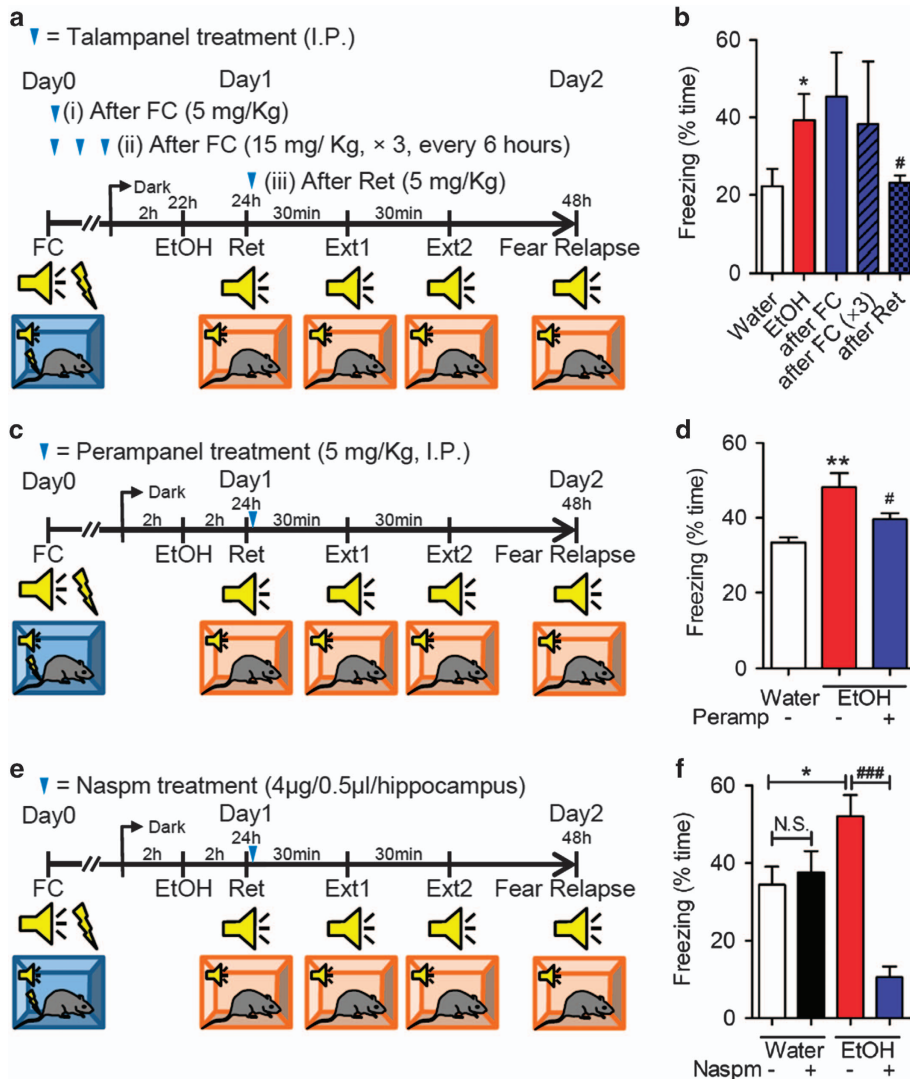 a
= Talampanel treatment (I.P.)
Day0 Day1 Day2
(i) After FC (5 mg/Kg)
(ii) After FC (15 mg/ Kg, × 3, every 6 hours)
(iii) After Ret (5 mg/Kg)
Dark
2h 22h 24h 30min 30min 48h
FC EtOH Ret Ext1 Ext2 Fear Relapse
b
Freezing (% time)
60
40
20
0
*
#
Water
EtOH
after FC
after FC (×3)
after Ret
c
= Perampanel treatment (5 mg/Kg, I.P.)
Day0 Day1 Day2
Dark 24h 48h
2h 2h 30min 30min
FC EtOH Ret Ext1 Ext2 Fear Relapse
d
Freezing (% time)
60
40
20
0
**
#
Water EtOH
Peramp - - +
e
= Naspm treatment (4µg/0.5µl/hippocampus)
Day0 Day1 Day2
Dark 24h 48h
2h 2h 30min 30min
FC EtOH Ret Ext1 Ext2 Fear Relapse
f
Freezing (% time)
60
40
20
0
* ###
N.S.
Water EtOH
Naspm - + - +